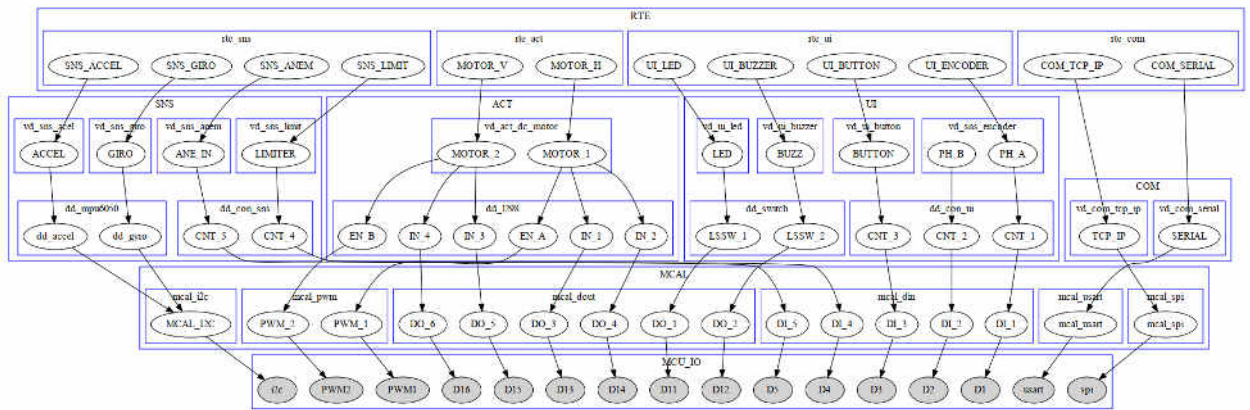 RTE
rte_sns rte_act rte_ui rte_com
SNS_ACCEL SNS_GIRO SNS_ANEM SNS_LIMIT MOTOR_V MOTOR_H UI_LED UI_BUZZER UI_BUTTON UI_ENCODER COM_TCP_IP COM_SERIAL
SNS ACT UI
vd_sns_acel vd_sns_giro vd_sns_anem vd_sns_limit vd_act_dc_motor vd_ui_led vd_ui_buzzer vd_ui_button vd_sns_encoder
ACCEL GIRO ANE_IN LIMITER MOTOR_2 MOTOR_1 LED BUZZ BUTTON PH_B PH_A
COM
dd_mpu6050 dd_con_sns dd_l298 dd_switch dd_con_ui vd_com_tcp_ip vd_com_serial
dd_accel dd_gyro CNT_5 CNT_4 EN_B IN_4 IN_3 EN_A IN_1 IN_2 LSSW_1 LSSW_2 CNT_3 CNT_2 CNT_1 TCP_IP SERIAL
MCAL
mcal_i2c mcal_pwm mcal_dout mcal_din mcal_usart mcal_spi
MCAL_I2C PWM_2 PWM_1 DO_6 DO_5 DO_3 DO_4 DO_1 DO_2 DI_5 DI_4 DI_3 DI_2 DI_1 mcal_usart mcal_spi
MCU_IO
i2c PWM2 PWM1 D16 D15 D13 D14 D11 D12 D5 D4 D3 D2 D1 usart spi